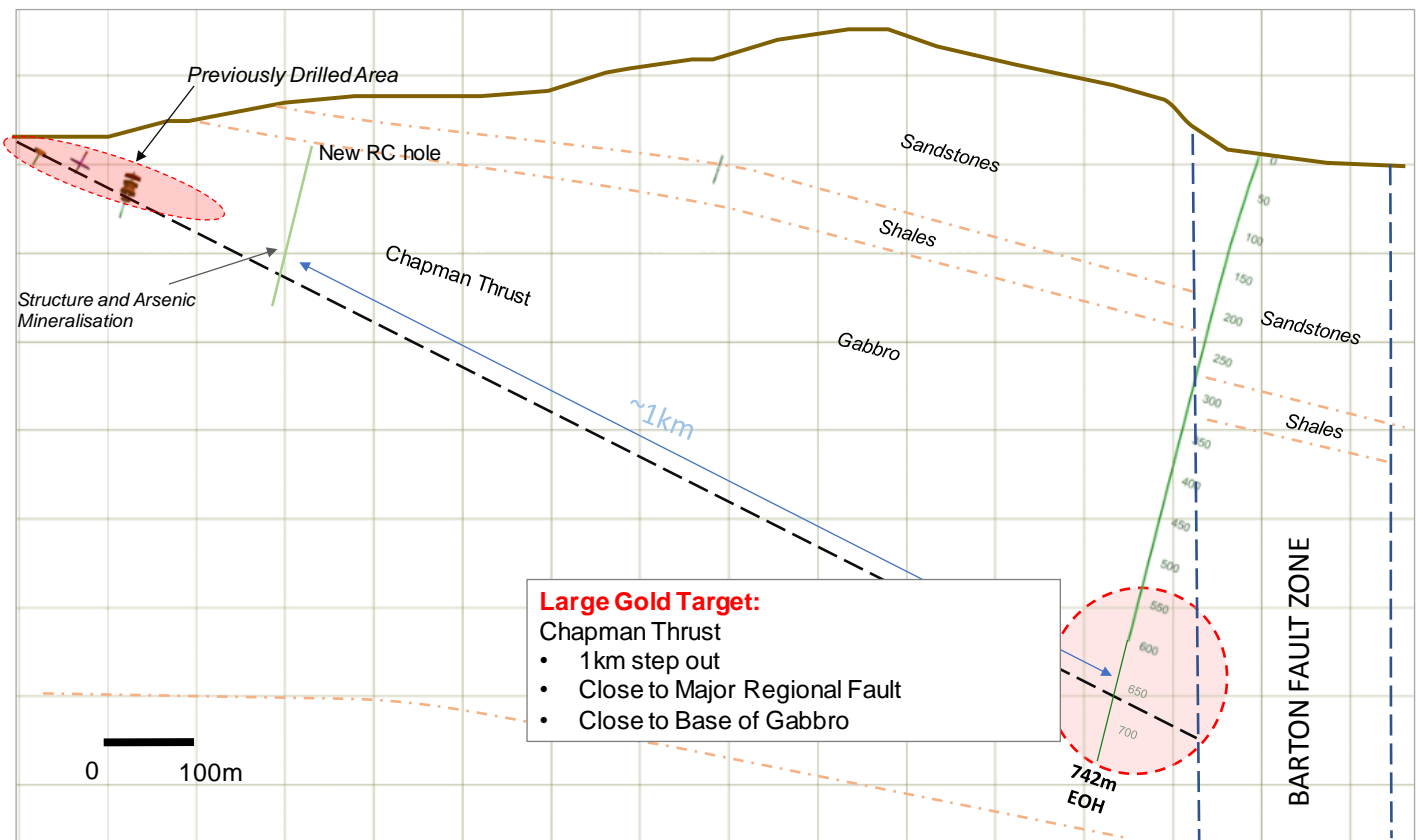 Previously Drilled Area
New RC hole
Sandstones
Shales
Chapman Thrust
Structure and Arsenic
Mineralisation
Gabbro
~1km
0
50
100
150
200
250
300
350
400
450
500
550
600
650
700
Sandstones
Shales
BARTON FAULT ZONE
Large Gold Target:
Chapman Thrust
• 1km step out
• Close to Major Regional Fault
• Close to Base of Gabbro
742m
EOH
0 100m